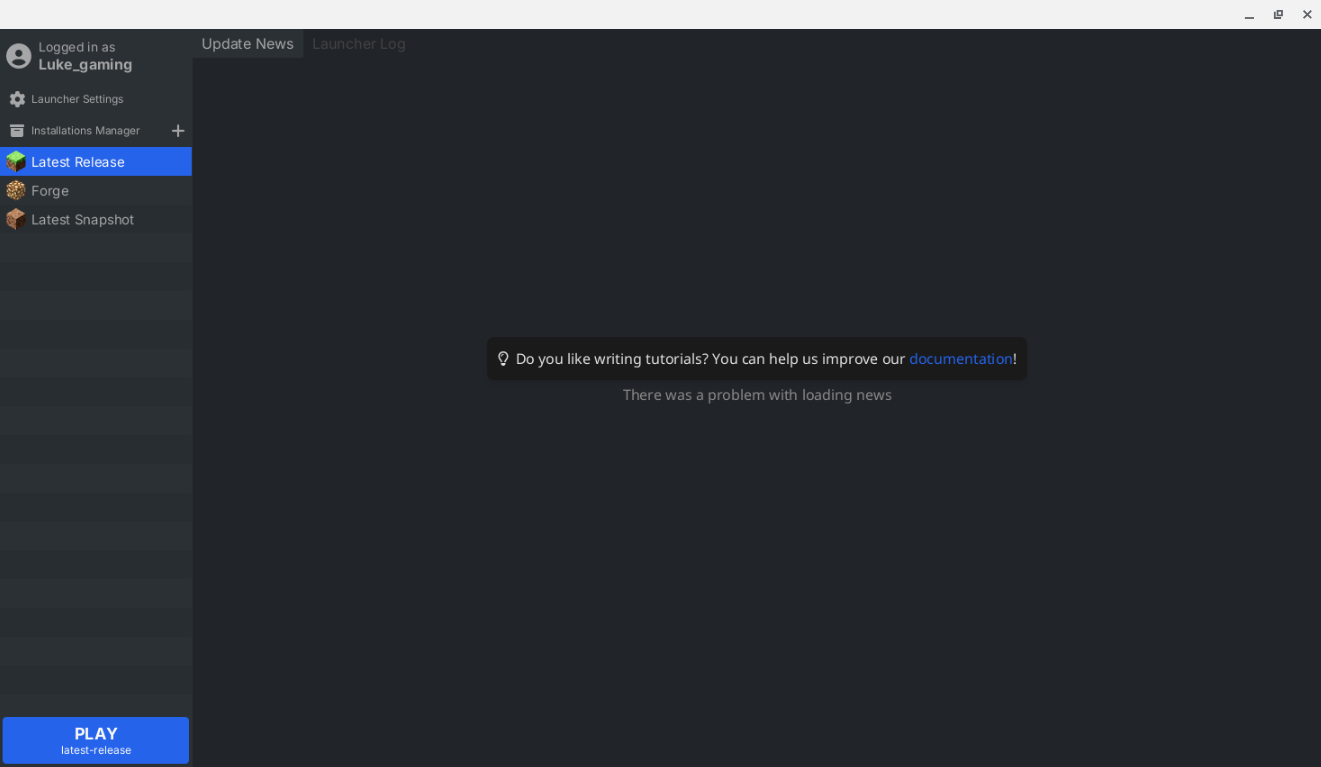 Logged in as
Luke_gaming
Launcher Settings
Installations Manager
Latest Release
Forge
Latest Snapshot
PLAY
latest-release
Update News
Launcher Log
Do you like writing tutorials? You can help us improve our documentation!
There was a problem with loading news